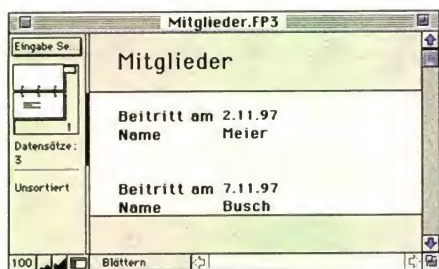 Mitglieder.FP3
Eingabe Se...
1
Datensätze:
3
Unsortiert
Mitglieder
Beitritt am 2.11.97
Name Meier
Beitritt am 7.11.97
Name Busch
100 Blättern